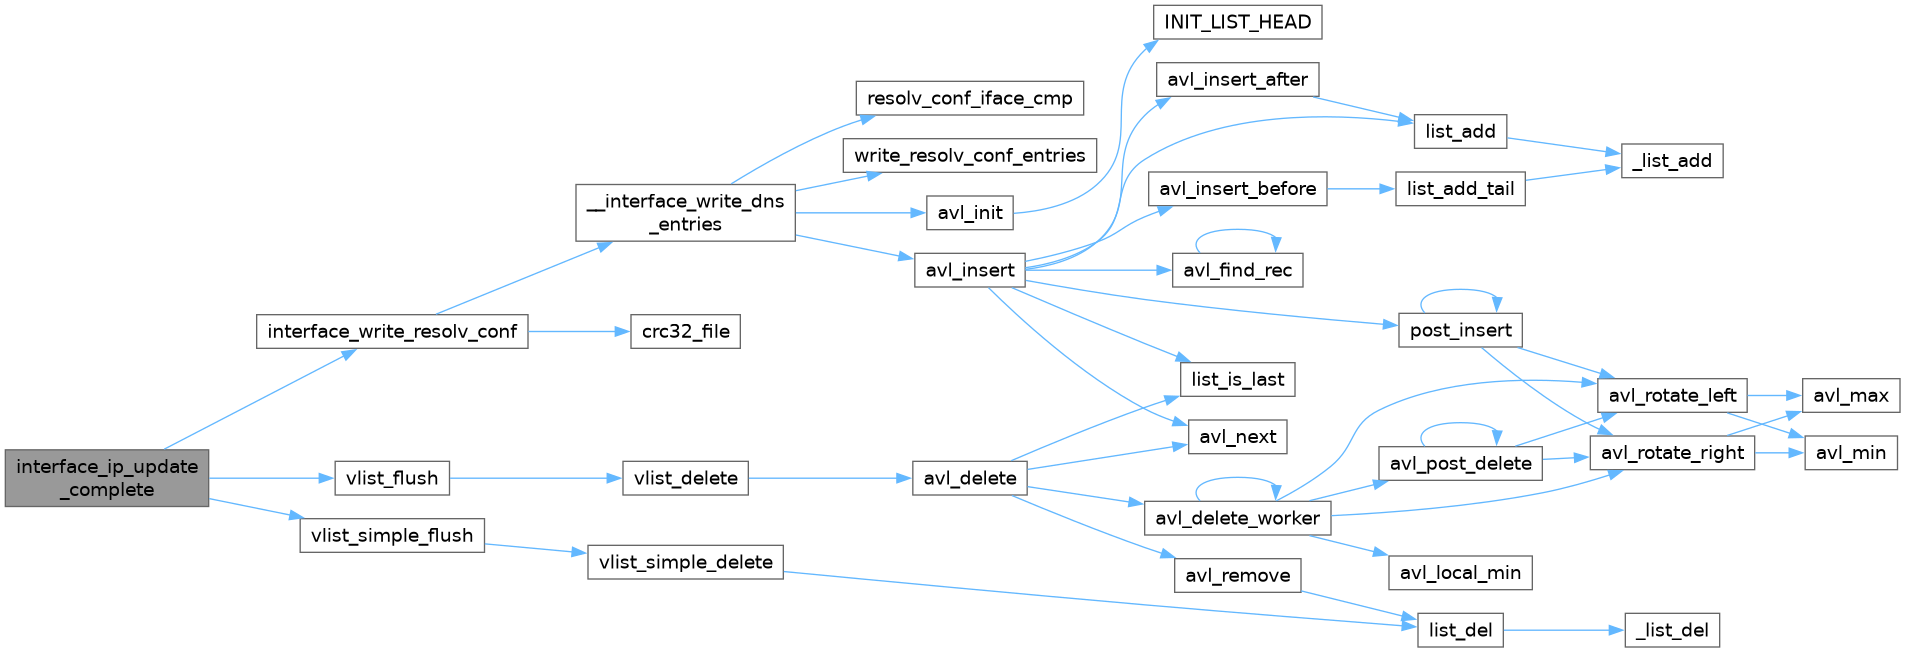 INIT_LIST_HEAD
avl_insert_after
resolv_conf_iface_cmp
list_add
write_resolv_conf_entries
_list_add
avl_insert_before
list_add_tail
__interface_write_dns
_entries
avl_init
avl_insert
avl_find_rec
interface_write_resolv_conf
crc32_file
post_insert
list_is_last
avl_rotate_left
avl_max
avl_next
avl_rotate_right
avl_min
interface_ip_update
_complete
vlist_flush
vlist_delete
avl_delete
avl_post_delete
avl_delete_worker
vlist_simple_flush
vlist_simple_delete
avl_remove
avl_local_min
list_del
_list_del